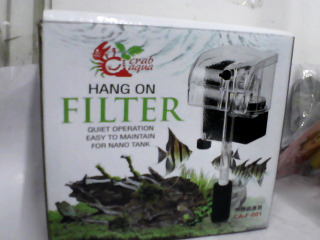 crab
aqua
HANG ON
FILTER
QUIET OPERATION
EASY TO MAINTAIN
FOR NANO TANK